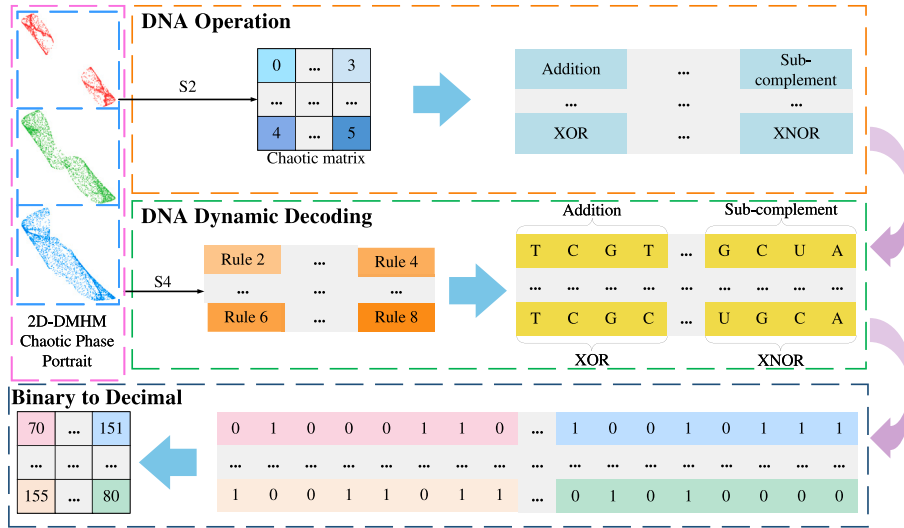 DNA Operation
S2
0 ... 3
... ... ...
4 ... 5
Chaotic matrix
Addition ... Sub-
complement
... ...
XOR ... XNOR
2D-DMHM
Chaotic Phase
Portrait
DNA Dynamic Decoding
S4
Rule 2 ... Rule 4
...
Rule 6 ... Rule 8
Addition Sub-complement
T C G T ... G C U A
... ... ... ... ... ... ... ... ...
T C G C ... U G C A
XOR XNOR
Binary to Decimal
70 ... 151
... ... ...
155 ... 80
0 1 0 0 0 1 1 0 ... 1 0 0 1 0 1 1 1
... ... ... ... ... ... ... ... ... ... ... ... ... ... ... ... ...
1 0 0 1 1 0 1 1 ... 0 1 0 1 0 0 0 0